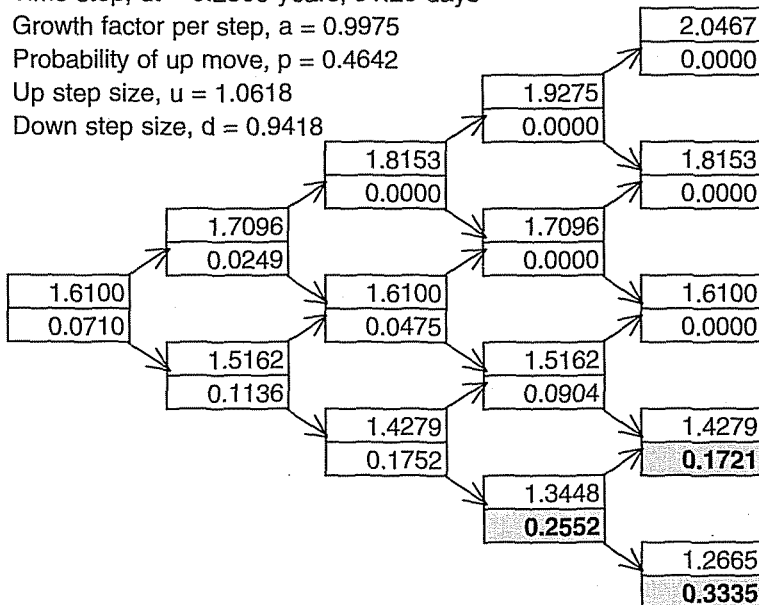 Growth factor per step, a = 0.9975
Probability of up move, p = 0.4642
Up step size, u = 1.0618
Down step size, d = 0.9418
2.0467
0.0000
1.9275
0.0000
1.8153 1.8153
0.0000 0.0000
1.7096 1.7096
0.0249 0.0000
1.6100 1.6100 1.6100
0.0710 0.0475 0.0000
1.5162 1.5162
0.1136 0.0904
1.4279 1.4279
0.1752 0.1721
1.3448
0.2552
1.2665
0.3335